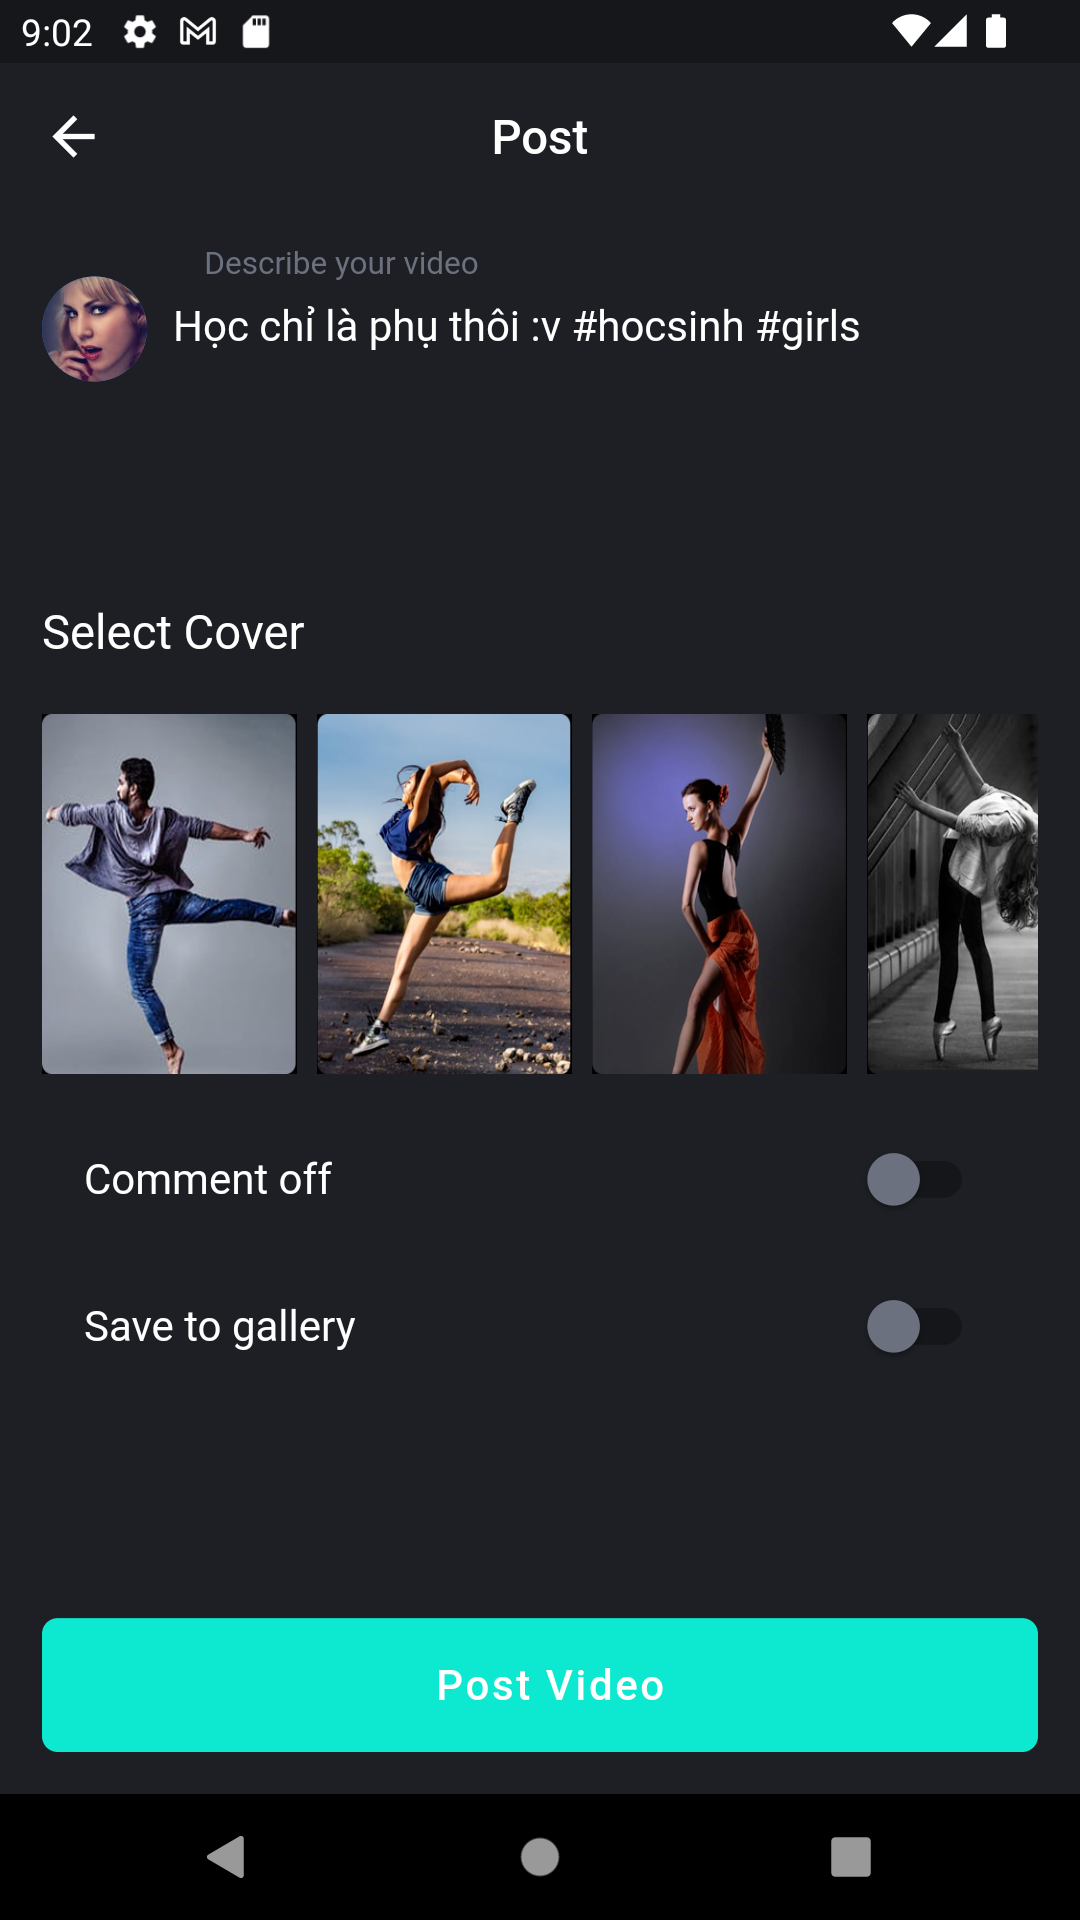 9:02
Post
Describe your video
Học chỉ là phụ thôi :v #hocsinh #girls
Select Cover
Comment off
Save to gallery
Post Video